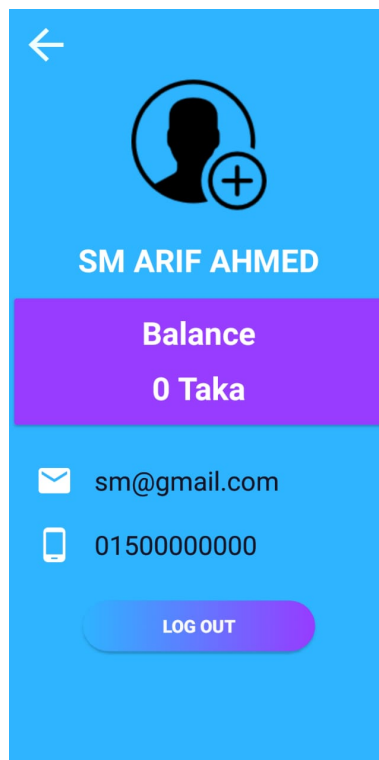 SM ARIF AHMED
Balance
0 Taka
sm@gmail.com
01500000000
LOG OUT